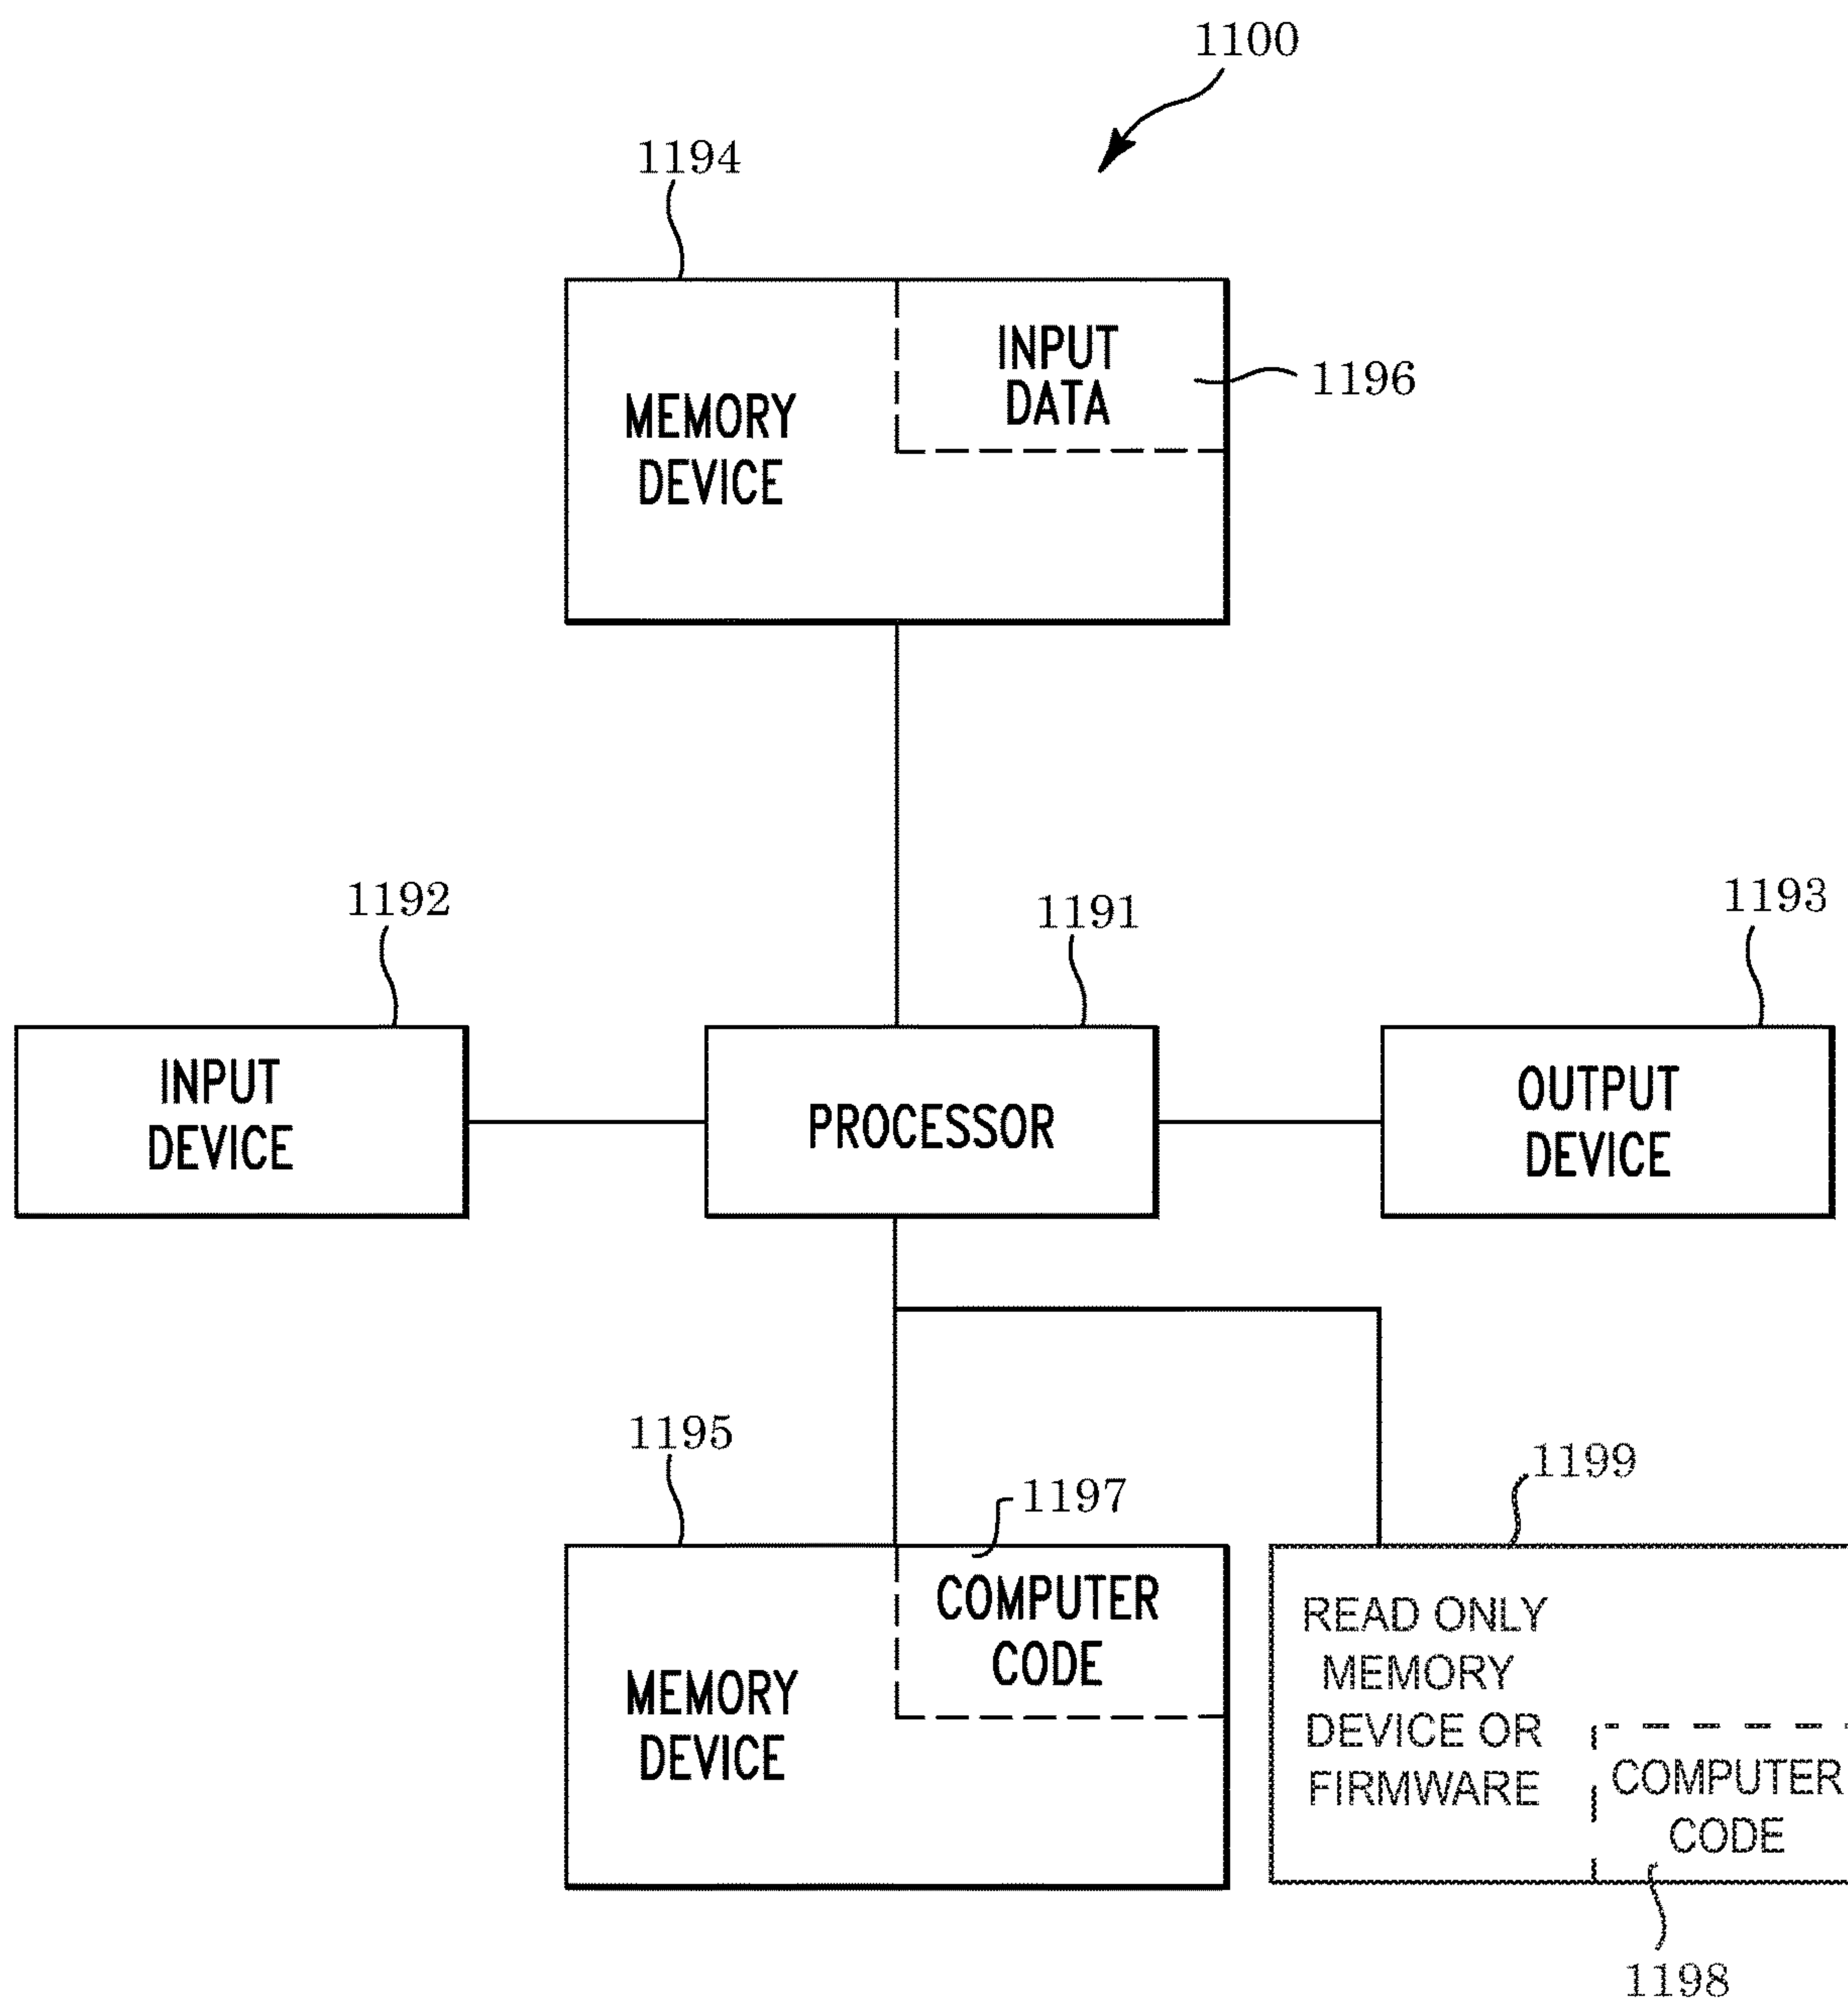 1100
1194
INPUT
DATA
1196
MEMORY
DEVICE
1192
1191
1193
INPUT
DEVICE
PROCESSOR
OUTPUT
DEVICE
1195
1197
1199
COMPUTER
CODE
MEMORY
DEVICE
READ ONLY
MEMORY
DEVICE OR
FIRMWARE
COMPUTER
CODE
1198